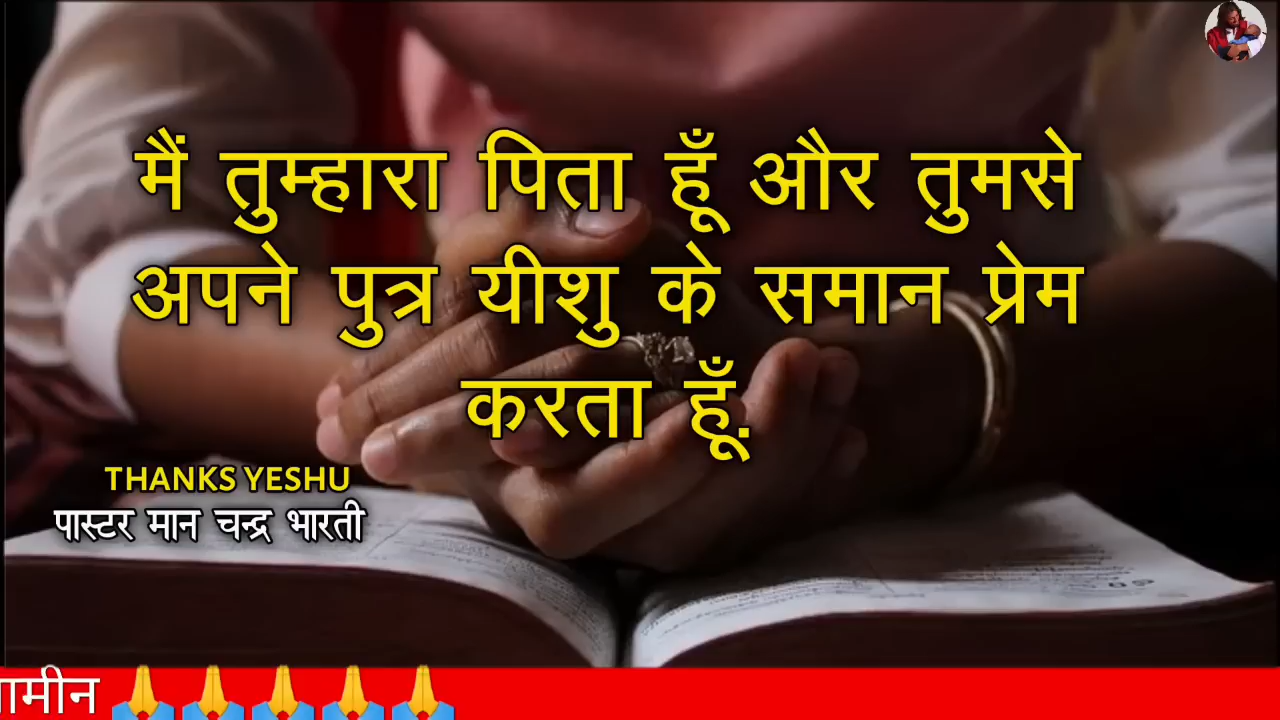 मैं तुम्हारा पिता हूँ और तुमसे
अपने पुत्र यीशु के समान प्रेम
करता हूँ.
THANKS YESHU
पास्टर मान चन्द्र भारती
🙏🙏🙏🙏🙏